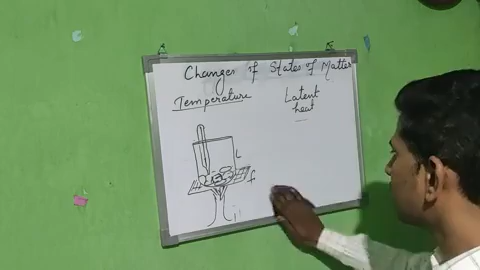 Changes of States of Matter
Temperature
Latent
heat
L
f